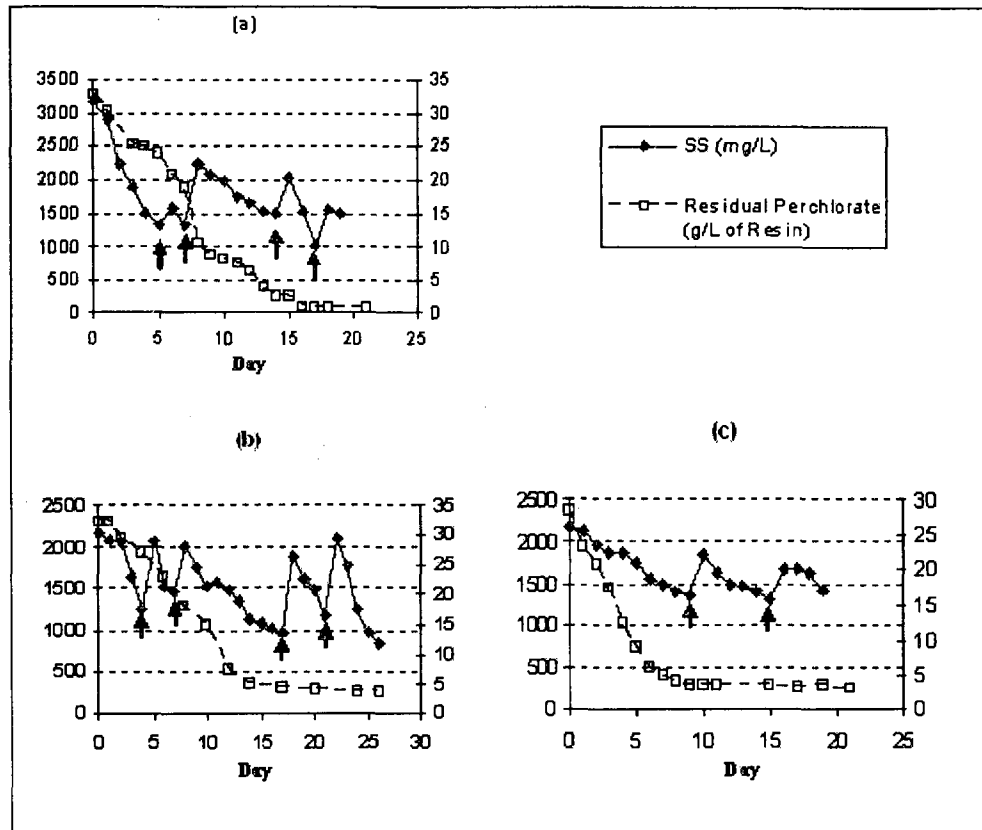 (a)
3500 35
3000 30
2500 25
2000 20
1500 15
1000 10
500 5
0 0
0 5 10 15 20 25
Day
SS (mg/L)
Residual Perchlorate
(g/L of Resin)
(b)
2500 35
30
2000 25
1500 20
1000 15
10
500 5
0 0
0 5 10 15 20 25 30
Day
(c)
2500 30
2000 25
1500 20
15
1000 10
500 5
0 0
0 5 10 15 20 25
Day